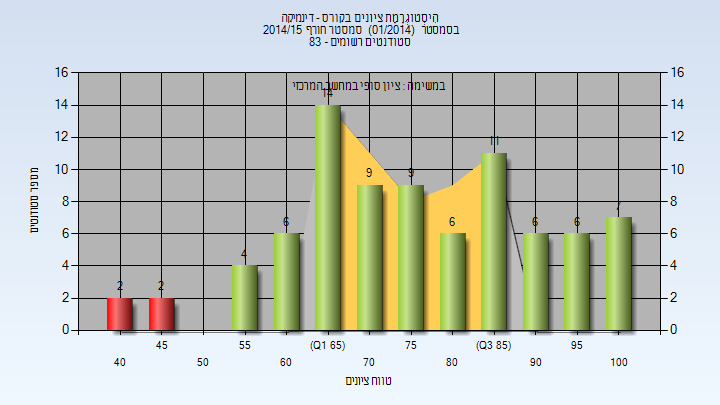 היסטוגרמת ציונים בקורס - דינמיקה
בסמסטר (01/2014) סמסטר חורף 2014/15
סטודנטים רשומים - 83
במשימה : ציון סופי במחשב המרכזי
מספר סטודנטים
16 16
14 14
12 12
10 10
8 8
6 6
4 4
2 2
0 0
2 2 4 6 14 9 9 6 11 6 6 7
45 55 (Q1 65) 75 (Q3 85) 95
40 50 60 70 80 90 100
טווח ציונים